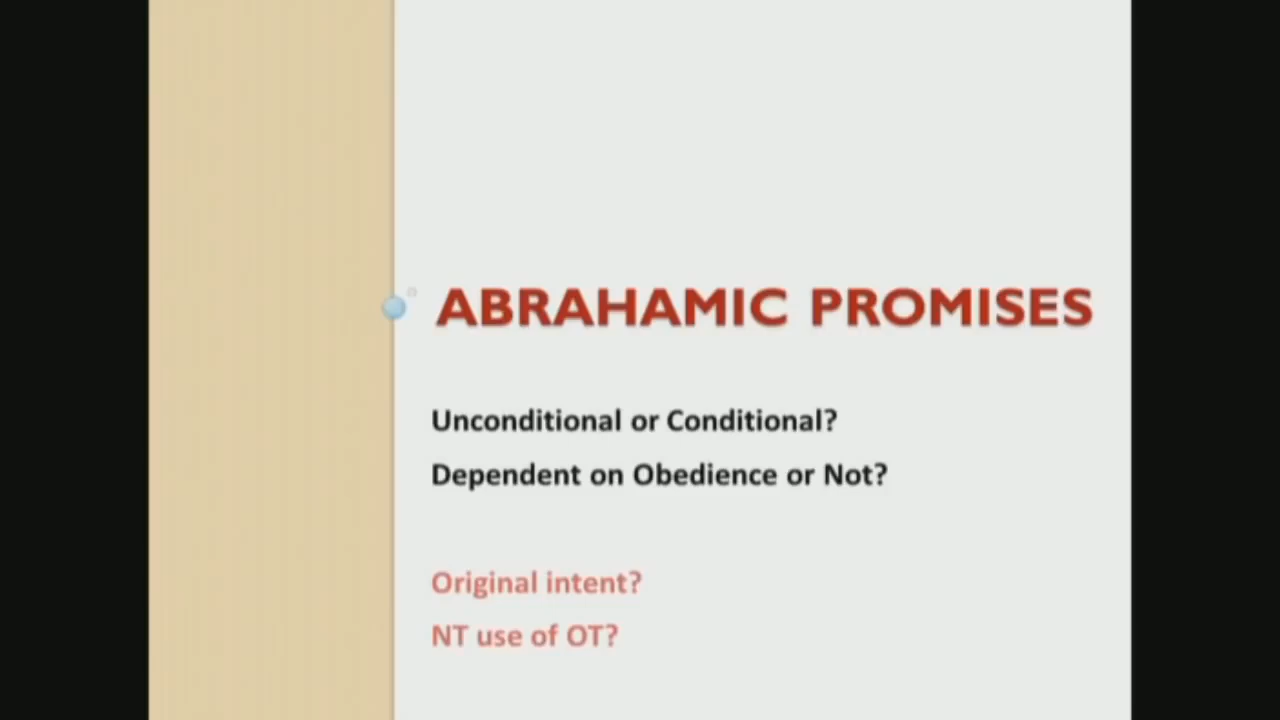 ABRAHAMIC PROMISES
Unconditional or Conditional?
Dependent on Obedience or Not?
Original intent?
NT use of OT?